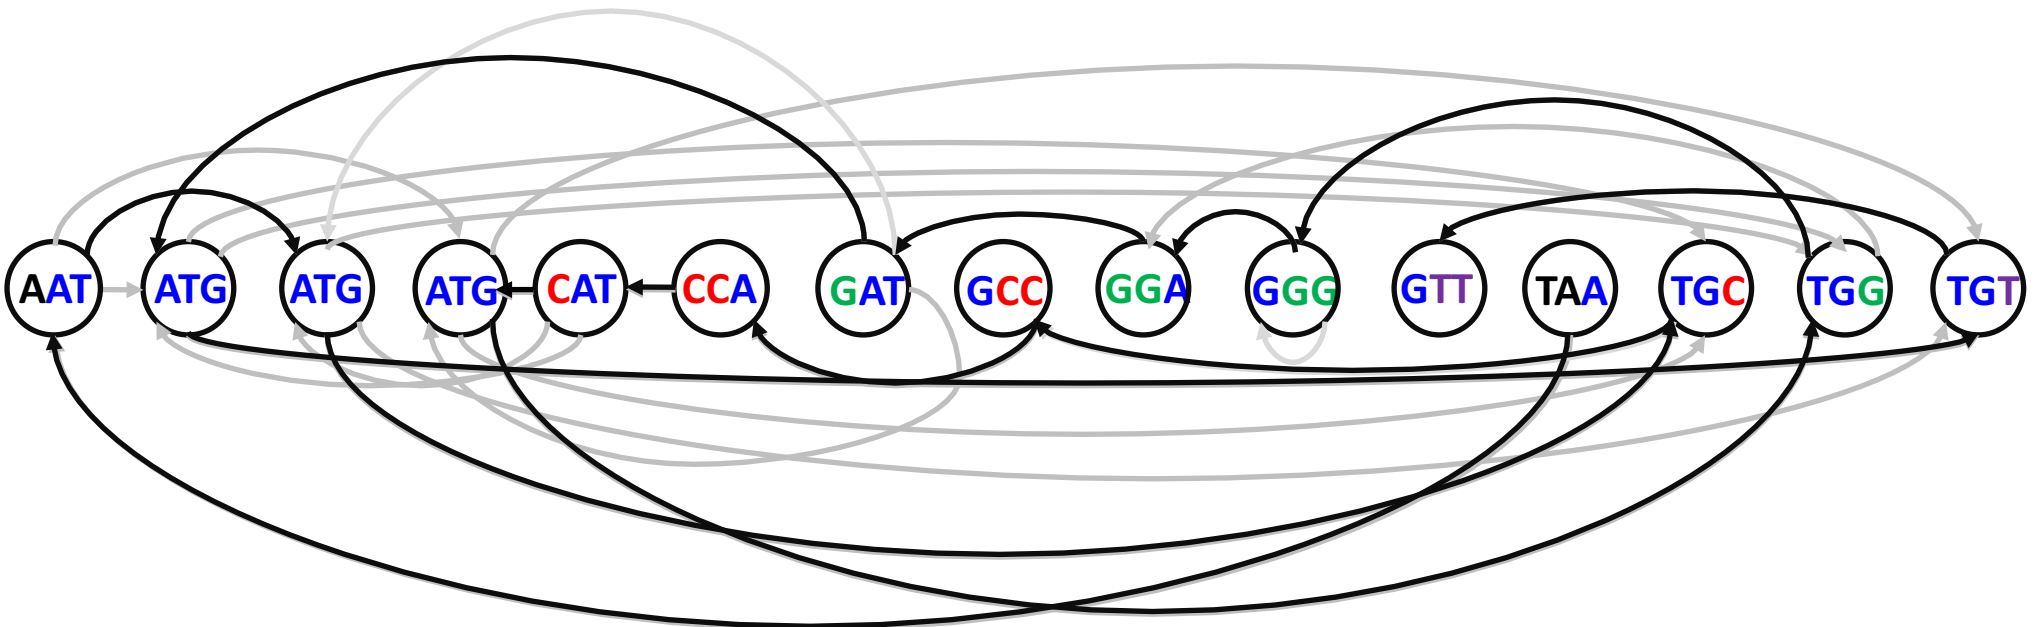 AAT ATG ATG ATG CAT CCA GAT GCC GGA GGG GTT TAA TGC TGG TGT